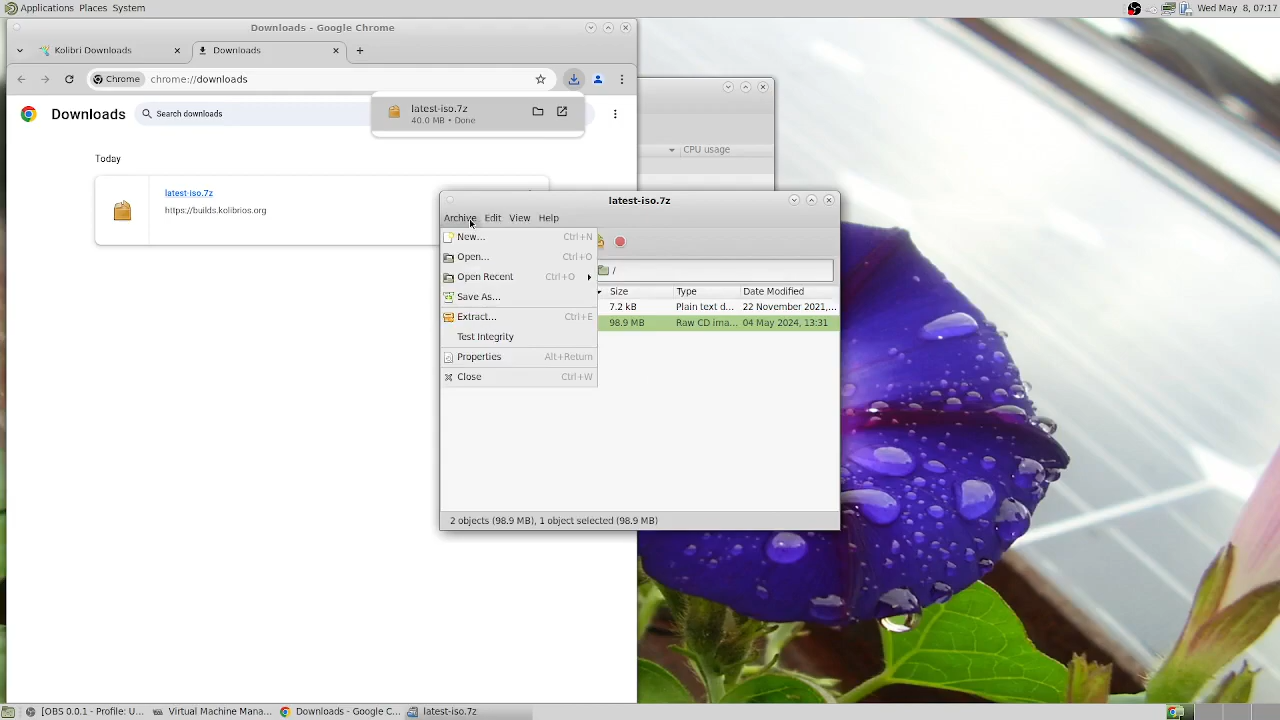 Applications Places System
Wed May 8, 07:17
Downloads - Google Chrome
Kolibri Downloads
Downloads
Chrome
chrome://downloads
Downloads
Search downloads
latest-iso.7z
40.0 MB • Done
Today
latest-iso.7z
https://builds.kolibrios.org
CPU usage
latest-iso.7z
Archive Edit View Help
New... Ctrl+N
Open... Ctrl+O
Open Recent Ctrl+O
Save As...
Extract... Ctrl+E
Test Integrity
Properties Alt+Return
Close Ctrl+W
/
Size Type Date Modified
7.2 kB Plain text d... 22 November 2021,...
98.9 MB Raw CD ima... 04 May 2024, 13:31
2 objects (98.9 MB), 1 object selected (98.9 MB)
[OBS 0.0.1 - Profile: U...
Virtual Machine Mana...
Downloads - Google C...
latest-iso.7z